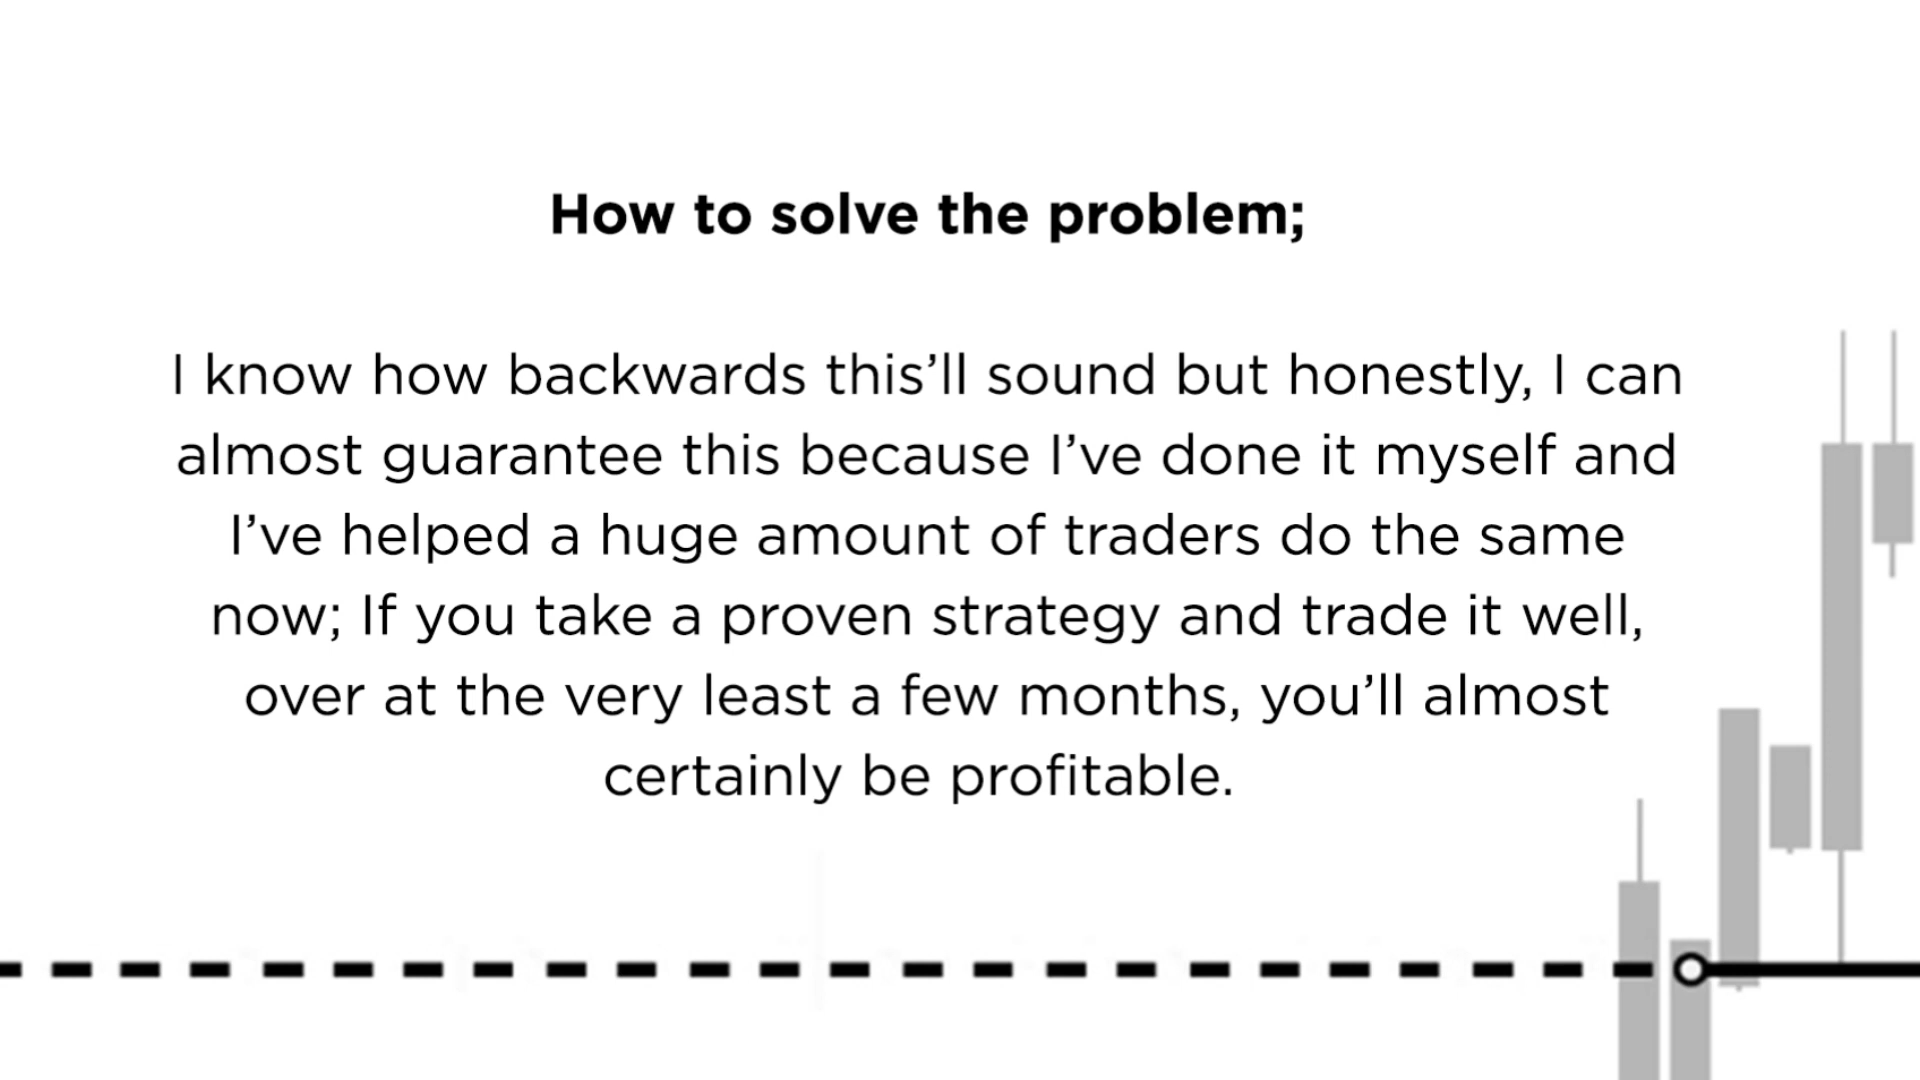 How to solve the problem;
I know how backwards this’ll sound but honestly, I can
almost guarantee this because I’ve done it myself and
I’ve helped a huge amount of traders do the same
now; If you take a proven strategy and trade it well,
over at the very least a few months, you’ll almost
certainly be profitable.